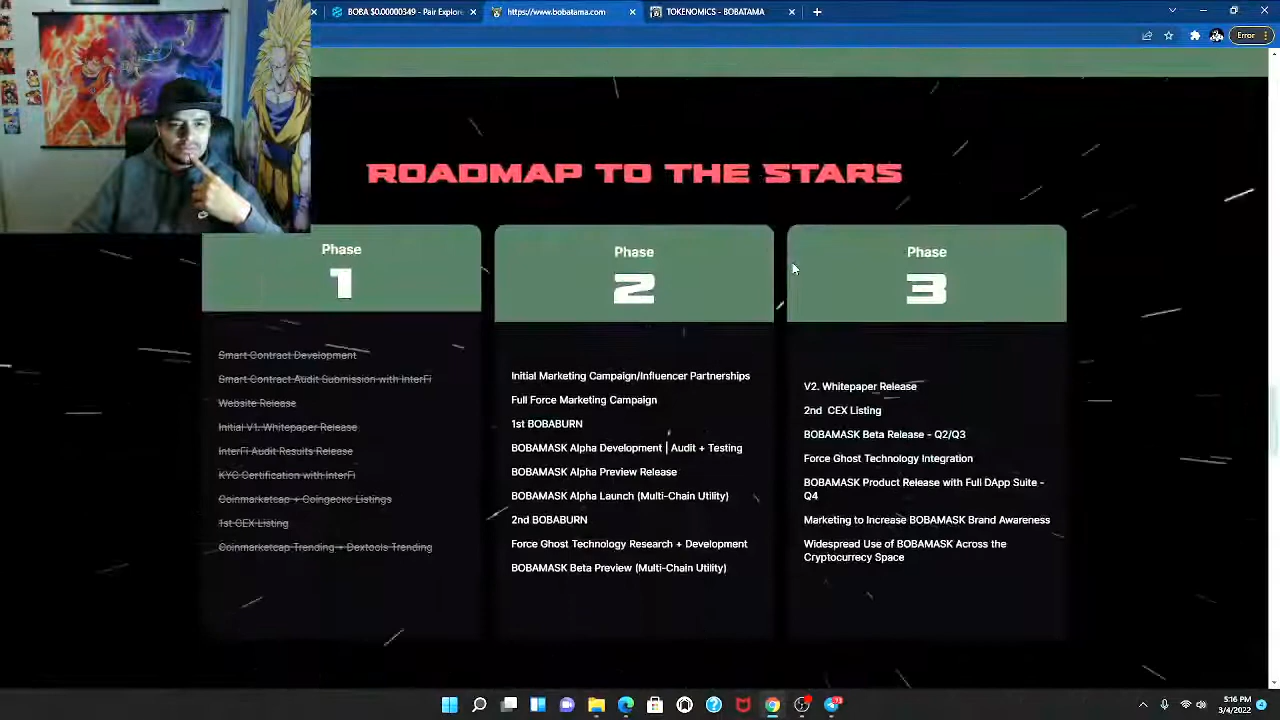 BOBA $0.00000349 - Pair Explore
https://www.bobatama.com
TOKENOMICS - BOBATAMA
Error
ROADMAP TO THE STARS
Phase
1
Smart Contract Development
Smart Contract Audit Submission with InterFi
Website Release
Initial V1. Whitepaper Release
InterFi Audit Results Release
KYC Certification with InterFi
Coinmarketcap + Coingecko Listings
1st CEX Listing
Coinmarketcap Trending + Dextools Trending
Phase
2
Initial Marketing Campaign/Influencer Partnerships
Full Force Marketing Campaign
1st BOBABURN
BOBAMASK Alpha Development | Audit + Testing
BOBAMASK Alpha Preview Release
BOBAMASK Alpha Launch (Multi-Chain Utility)
2nd BOBABURN
Force Ghost Technology Research + Development
BOBAMASK Beta Preview (Multi-Chain Utility)
Phase
3
V2. Whitepaper Release
2nd CEX Listing
BOBAMASK Beta Release - Q2/Q3
Force Ghost Technology Integration
BOBAMASK Product Release with Full DApp Suite -
Q4
Marketing to Increase BOBAMASK Brand Awareness
Widespread Use of BOBAMASK Across the
Cryptocurrecy Space
5:16 PM
3/4/2022